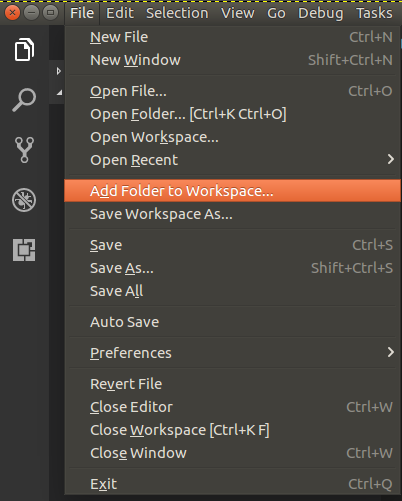 File Edit Selection View Go Debug Tasks
New File Ctrl+N
New Window Shift+Ctrl+N
Open File... Ctrl+O
Open Folder... [Ctrl+K Ctrl+O]
Open Workspace...
Open Recent
Add Folder to Workspace...
Save Workspace As...
Save Ctrl+S
Save As... Shift+Ctrl+S
Save All
Auto Save
Preferences
Revert File
Close Editor Ctrl+W
Close Workspace [Ctrl+K F]
Close Window Ctrl+W
Exit Ctrl+Q